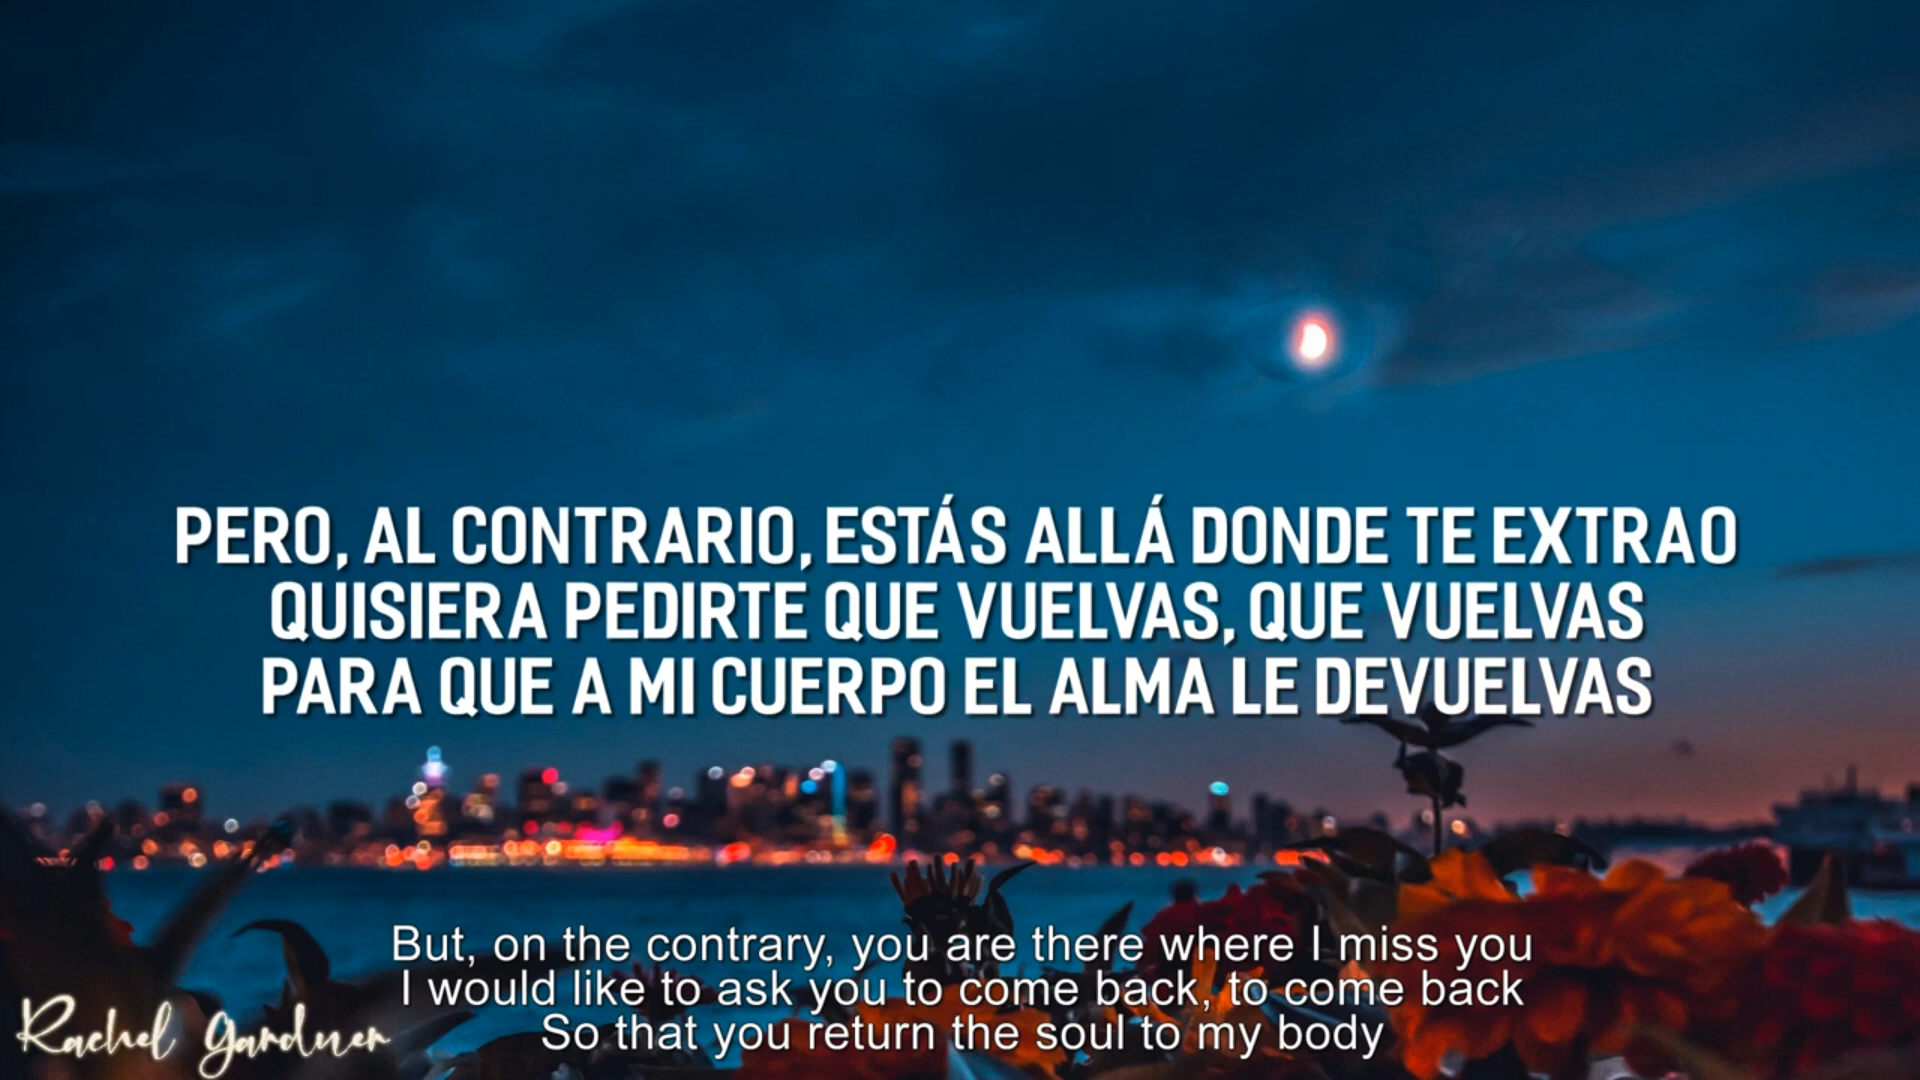 PERO, AL CONTRARIO, ESTÁS ALLÁ DONDE TE EXTRAO
QUISIERA PEDIRTE QUE VUELVAS, QUE VUELVAS
PARA QUE A MI CUERPO EL ALMA LE DEVUELVAS
But, on the contrary, you are there where I miss you
I would like to ask you to come back, to come back
So that you return the soul to my body
Rachel Gardner